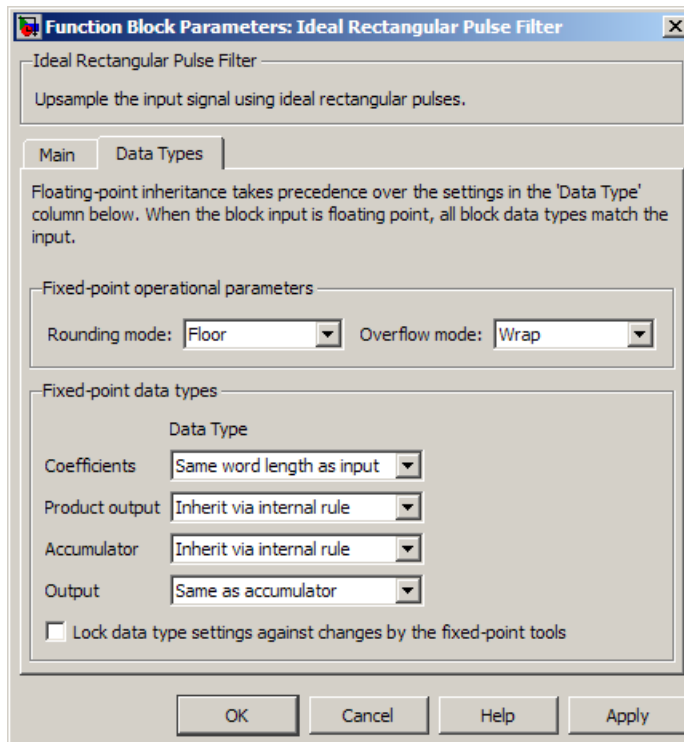 Function Block Parameters: Ideal Rectangular Pulse Filter
Ideal Rectangular Pulse Filter
Upsample the input signal using ideal rectangular pulses.
Main Data Types
Floating-point inheritance takes precedence over the settings in the 'Data Type'
column below. When the block input is floating point, all block data types match the
input.
Fixed-point operational parameters
Rounding mode: Floor Overflow mode: Wrap
Fixed-point data types
Data Type
Coefficients Same word length as input
Product output Inherit via internal rule
Accumulator Inherit via internal rule
Output Same as accumulator
Lock data type settings against changes by the fixed-point tools
OK Cancel Help Apply